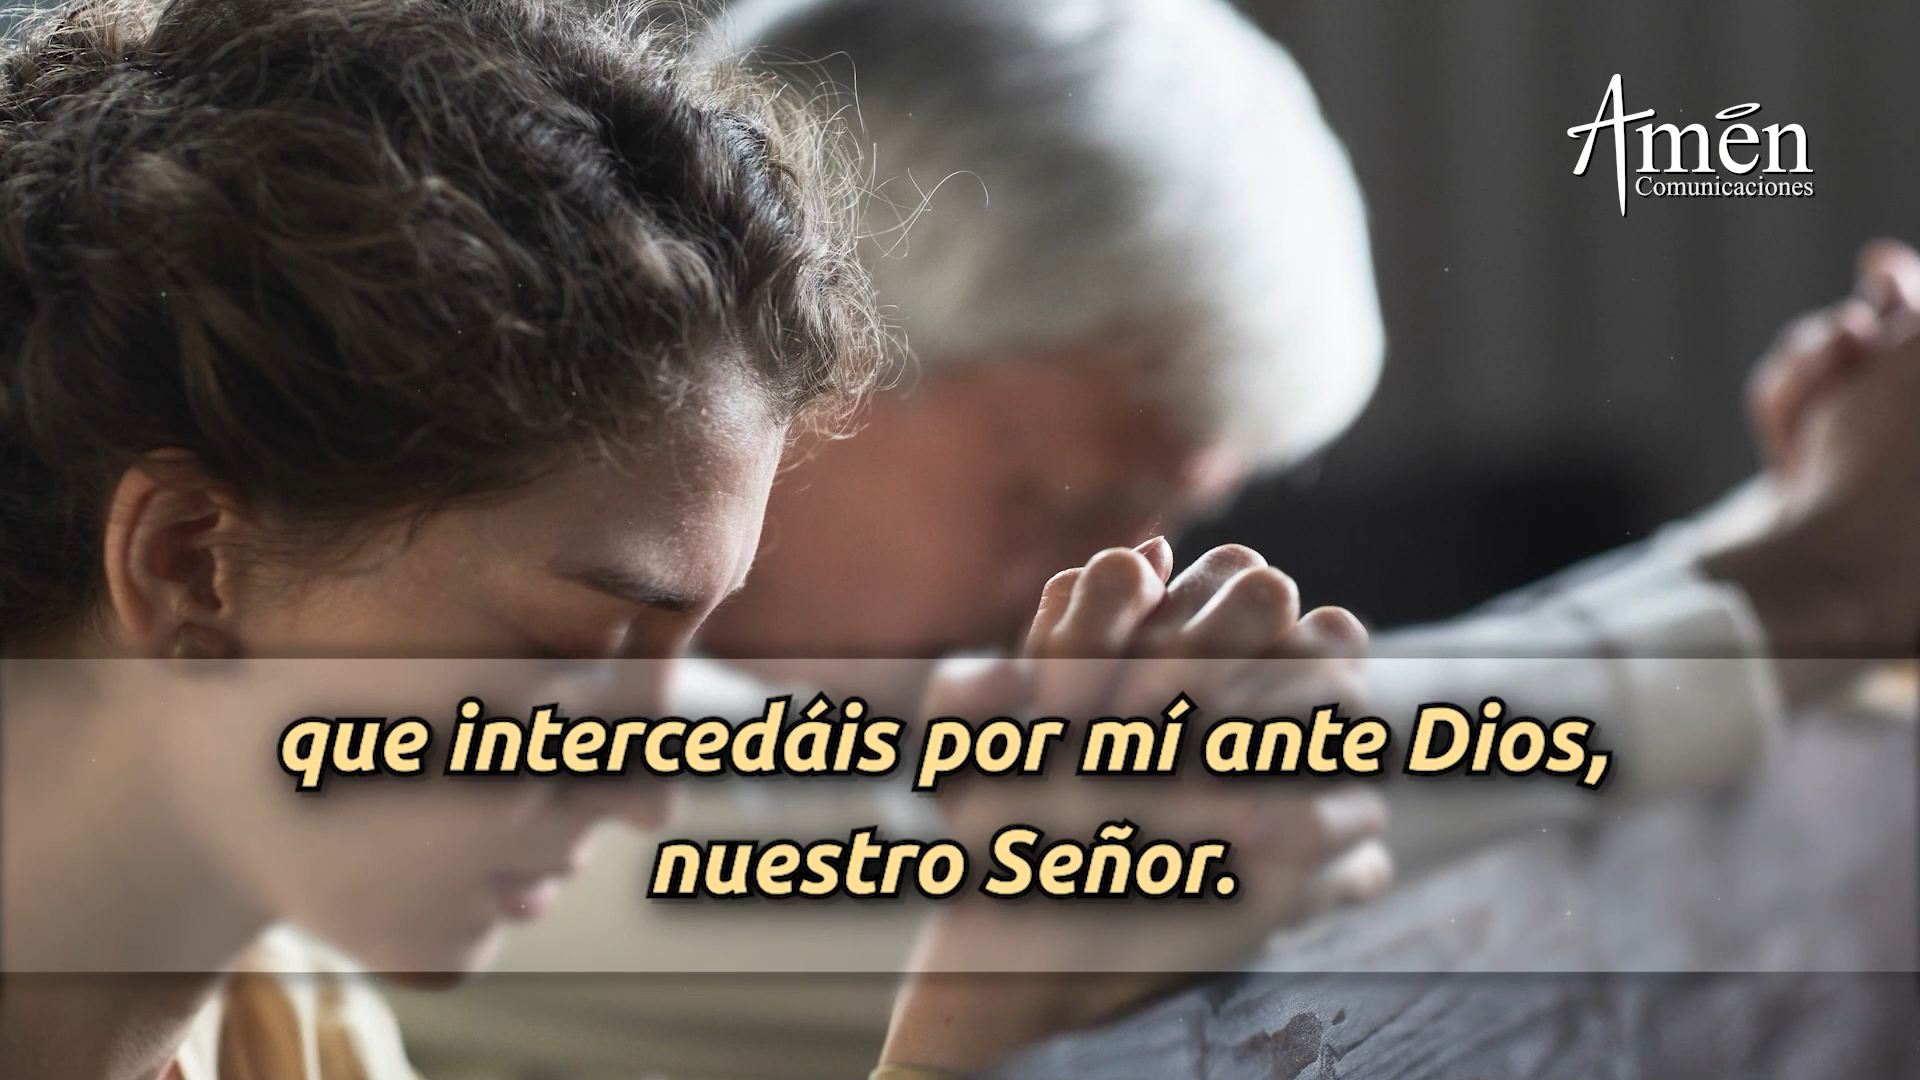 Amén
Comunicaciones
que intercedáis por mí ante Dios,
nuestro Señor.